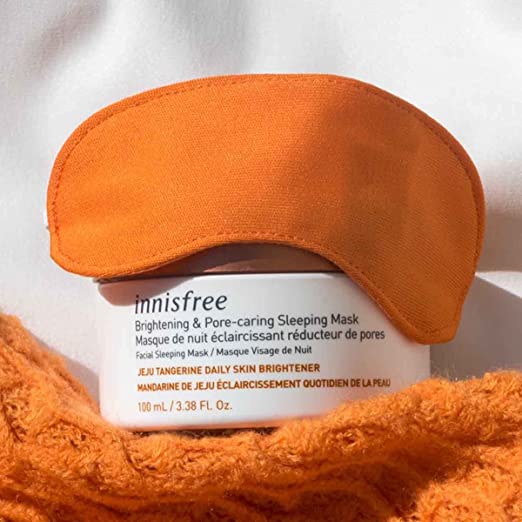 innisfree
Brightening & Pore-caring Sleeping Mask
Masque de nuit éclaircissant réducteur de pores
Facial Sleeping Mask / Masque Visage de Nuit
JEJU TANGERINE DAILY SKIN BRIGHTENER
MANDARINE DE JEJU ÉCLAIRCISSEMENT QUOTIDIEN DE LA PEAU
100 mL / 3.38 Fl. Oz.